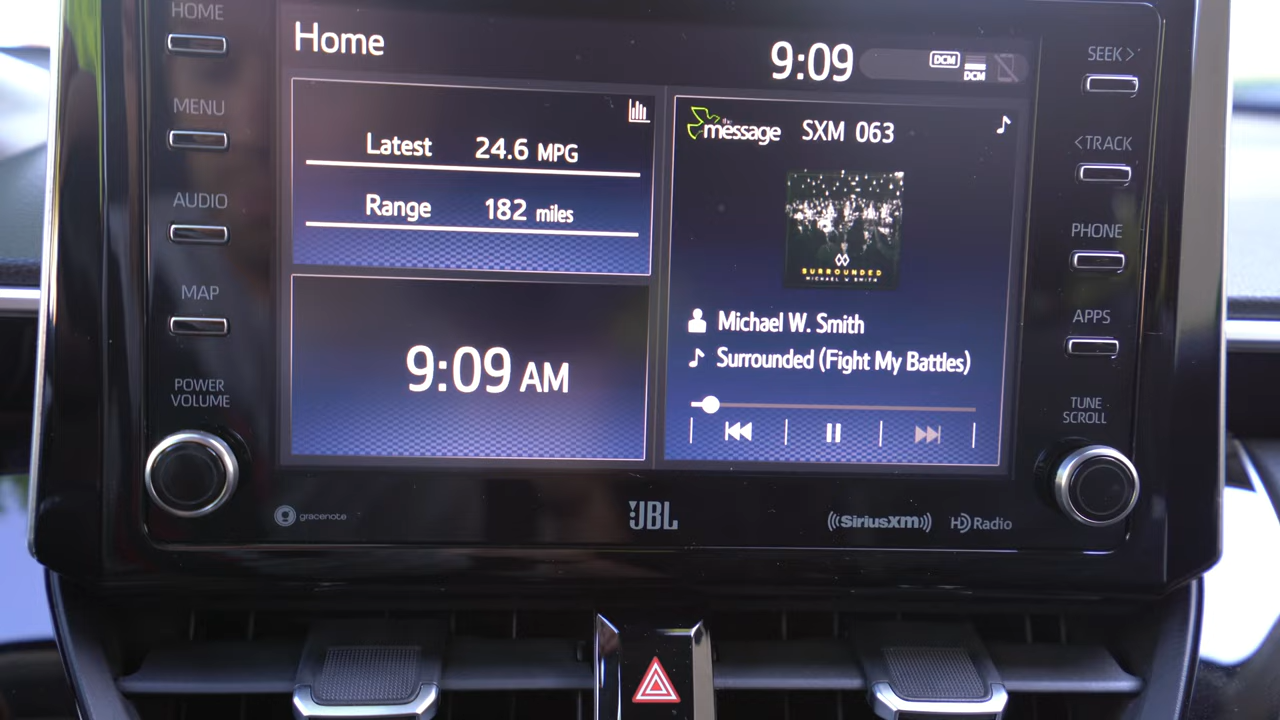 HOME
MENU
AUDIO
MAP
POWER
VOLUME
Home
9:09
DCM
DCM
Latest 24.6 MPG
Range 182 miles
9:09 AM
the message SXM 063
SURROUNDED
MICHAEL W SMITH
Michael W. Smith
Surrounded (Fight My Battles)
SEEK >
< TRACK
PHONE
APPS
TUNE
SCROLL
gracenote
JBL
((SiriusXM))
HD Radio